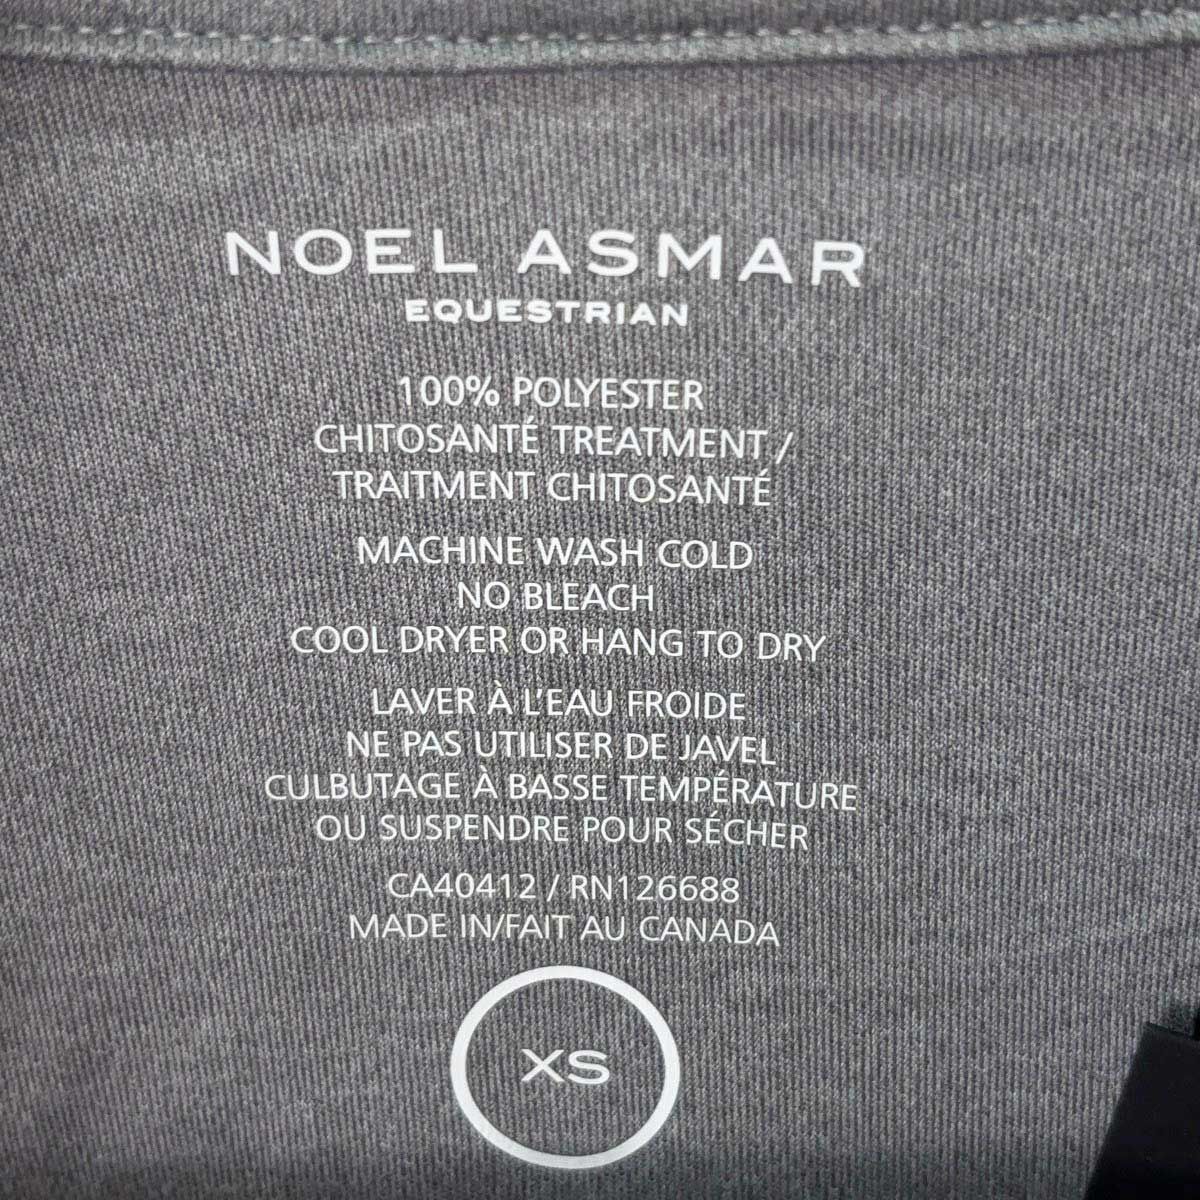 NOEL ASMAR
EQUESTRIAN
100% POLYESTER
CHITOSANTÉ TREATMENT /
TRAITMENT CHITOSANTÉ
MACHINE WASH COLD
NO BLEACH
COOL DRYER OR HANG TO DRY
LAVER À L'EAU FROIDE
NE PAS UTILISER DE JAVEL
CULBUTAGE À BASSE TEMPÉRATURE
OU SUSPENDRE POUR SÉCHER
CA40412 / RN126688
MADE IN/FAIT AU CANADA
XS